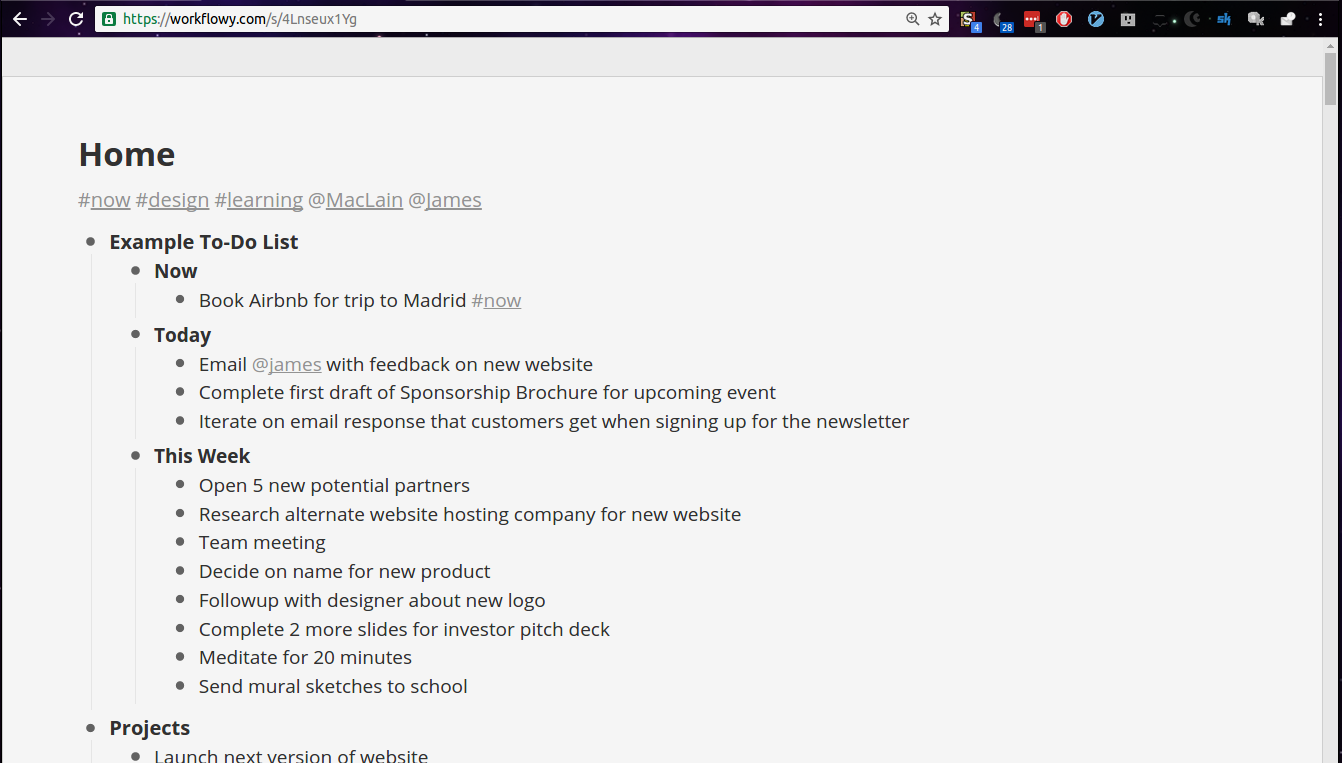 https://workflowy.com/s/4Lnseux1Yg
4
28
1
sk
Home
#now #design #learning @MacLain @James
Example To-Do List
Now
Book Airbnb for trip to Madrid #now
Today
Email @james with feedback on new website
Complete first draft of Sponsorship Brochure for upcoming event
Iterate on email response that customers get when signing up for the newsletter
This Week
Open 5 new potential partners
Research alternate website hosting company for new website
Team meeting
Decide on name for new product
Followup with designer about new logo
Complete 2 more slides for investor pitch deck
Meditate for 20 minutes
Send mural sketches to school
Projects
Launch next version of website